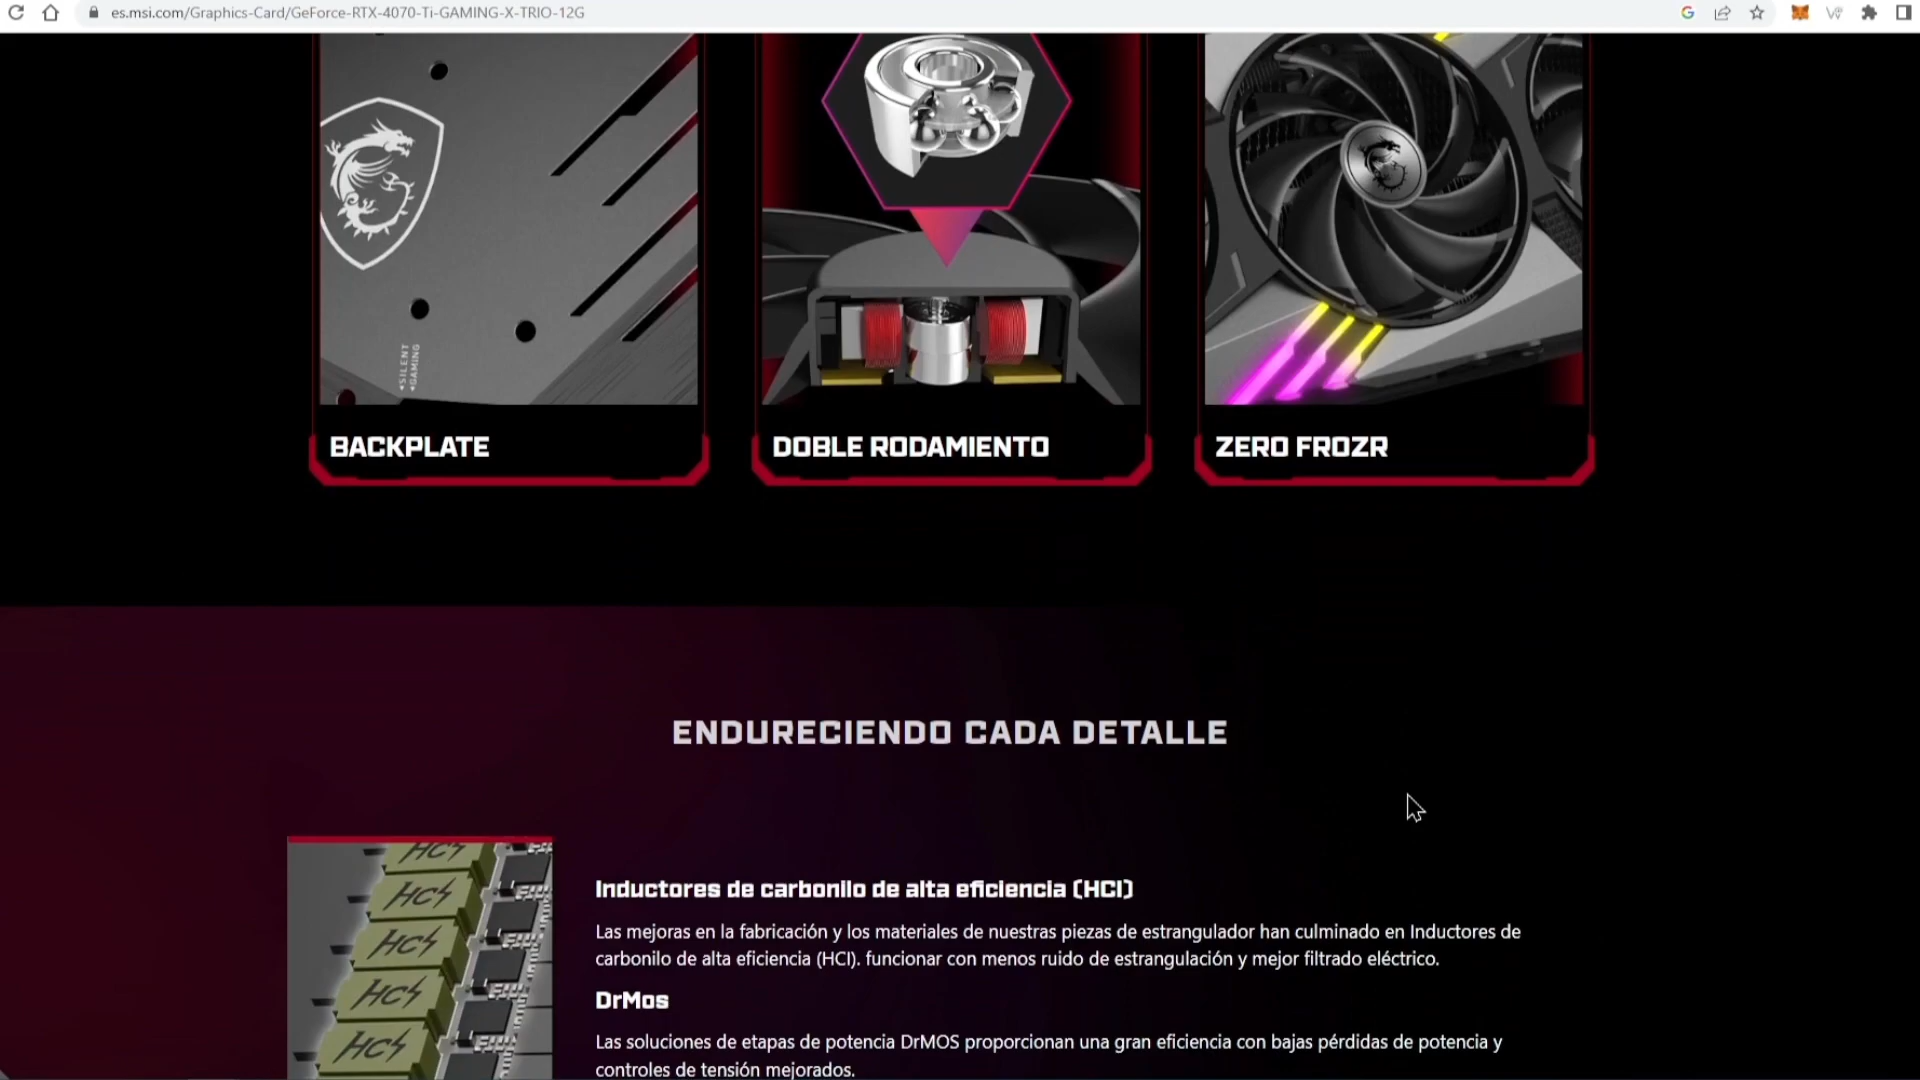 es.msi.com/Graphics-Card/GeForce-RTX-4070-Ti-GAMING-X-TRIO-12G
SILENT
GAMING
BACKPLATE
DOBLE RODAMIENTO
ZERO FROZR
ENDURECIENDO CADA DETALLE
Inductores de carbonilo de alta eficiencia (HCI)
Las mejoras en la fabricación y los materiales de nuestras piezas de estrangulador han culminado en Inductores de
carbonilo de alta eficiencia (HCI). funcionar con menos ruido de estrangulación y mejor filtrado eléctrico.
DrMos
Las soluciones de etapas de potencia DrMOS proporcionan una gran eficiencia con bajas pérdidas de potencia y
controles de tensión mejorados.